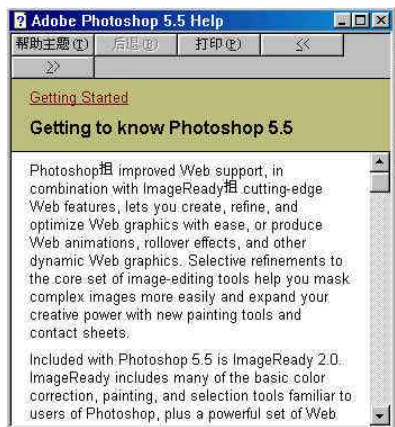 Adobe Photoshop 5.5 Help
帮助主题(T) 后退(B) 打印(P) <<
>>
Getting Started
Getting to know Photoshop 5.5
Photoshop担 improved Web support, in
combination with ImageReady担 cutting-edge
Web features, lets you create, refine, and
optimize Web graphics with ease, or produce
Web animations, rollover effects, and other
dynamic Web graphics. Selective refinements to
the core set of image-editing tools help you mask
complex images more easily and expand your
creative power with new painting tools and
contact sheets.
Included with Photoshop 5.5 is ImageReady 2.0.
ImageReady includes many of the basic color
correction, painting, and selection tools familiar to
users of Photoshop, plus a powerful set of Web